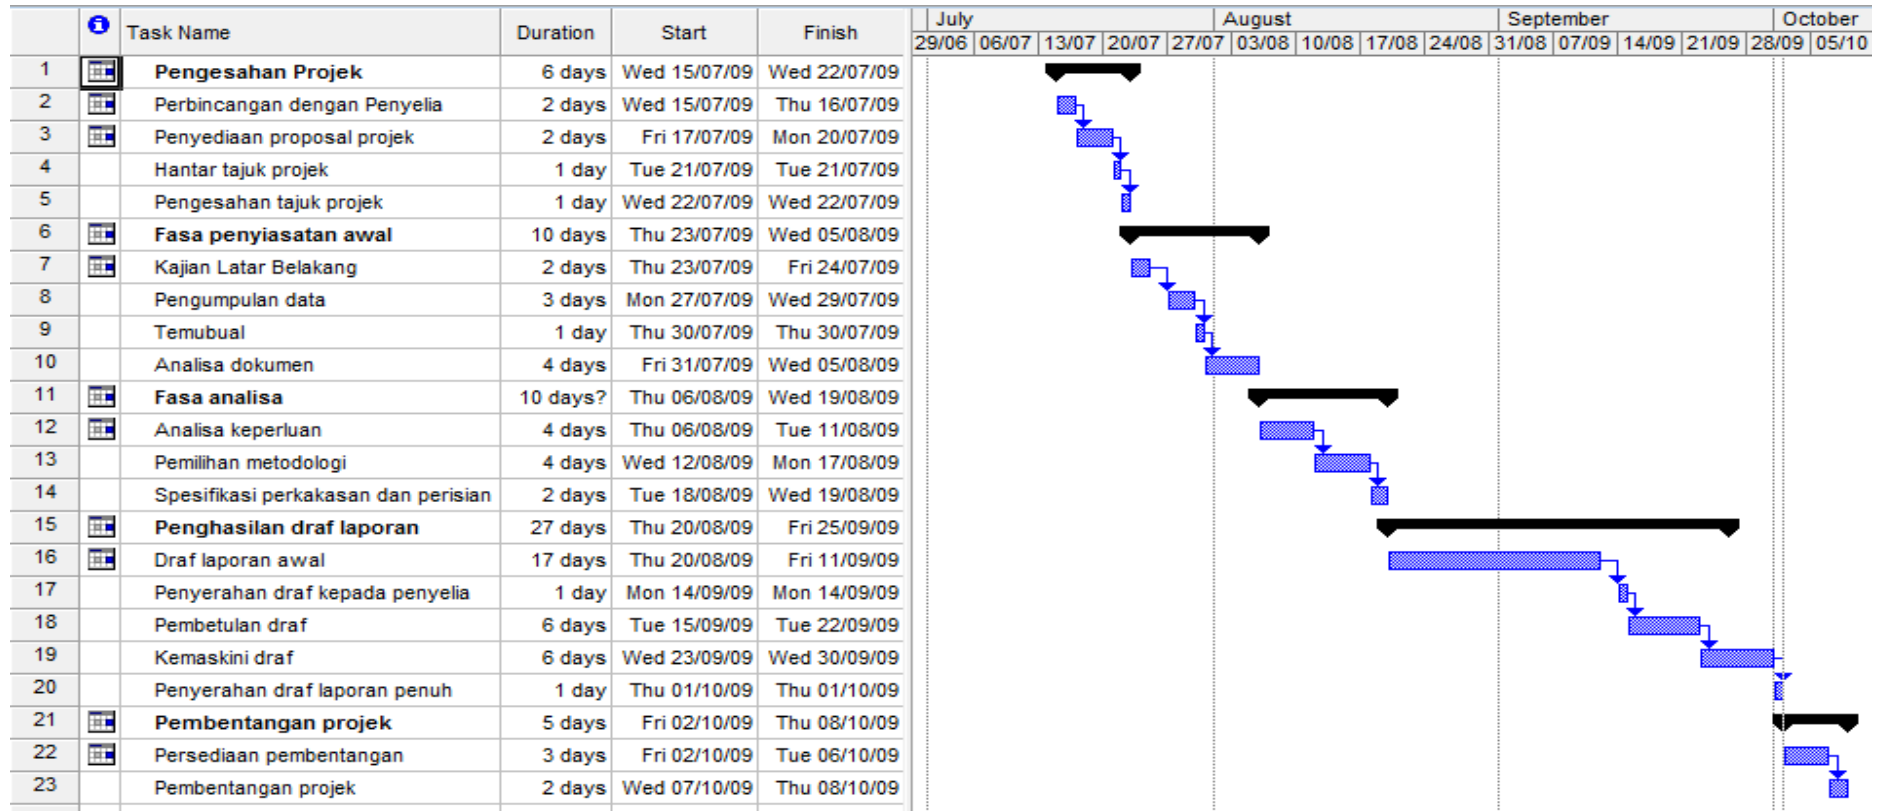 Task Name Duration Start Finish July August September October
29/06 06/07 13/07 20/07 27/07 03/08 10/08 17/08 24/08 31/08 07/09 14/09 21/09 28/09 05/10
1 Pengesahan Projek 6 days Wed 15/07/09 Wed 22/07/09
2 Perbincangan dengan Penyelia 2 days Wed 15/07/09 Thu 16/07/09
3 Penyediaan proposal projek 2 days Fri 17/07/09 Mon 20/07/09
4 Hantar tajuk projek 1 day Tue 21/07/09 Tue 21/07/09
5 Pengesahan tajuk projek 1 day Wed 22/07/09 Wed 22/07/09
6 Fasa penyiasatan awal 10 days Thu 23/07/09 Wed 05/08/09
7 Kajian Latar Belakang 2 days Thu 23/07/09 Fri 24/07/09
8 Pengumpulan data 3 days Mon 27/07/09 Wed 29/07/09
9 Temubual 1 day Thu 30/07/09 Thu 30/07/09
10 Analisa dokumen 4 days Fri 31/07/09 Wed 05/08/09
11 Fasa analisa 10 days? Thu 06/08/09 Wed 19/08/09
12 Analisa keperluan 4 days Thu 06/08/09 Tue 11/08/09
13 Pemilihan metodologi 4 days Wed 12/08/09 Mon 17/08/09
14 Spesifikasi perkakasan dan perisian 2 days Tue 18/08/09 Wed 19/08/09
15 Penghasilan draf laporan 27 days Thu 20/08/09 Fri 25/09/09
16 Draf laporan awal 17 days Thu 20/08/09 Fri 11/09/09
17 Penyerahan draf kepada penyelia 1 day Mon 14/09/09 Mon 14/09/09
18 Pembetulan draf 6 days Tue 15/09/09 Tue 22/09/09
19 Kemaskini draf 6 days Wed 23/09/09 Wed 30/09/09
20 Penyerahan draf laporan penuh 1 day Thu 01/10/09 Thu 01/10/09
21 Pembentangan projek 5 days Fri 02/10/09 Thu 08/10/09
22 Persediaan pembentangan 3 days Fri 02/10/09 Tue 06/10/09
23 Pembentangan projek 2 days Wed 07/10/09 Thu 08/10/09